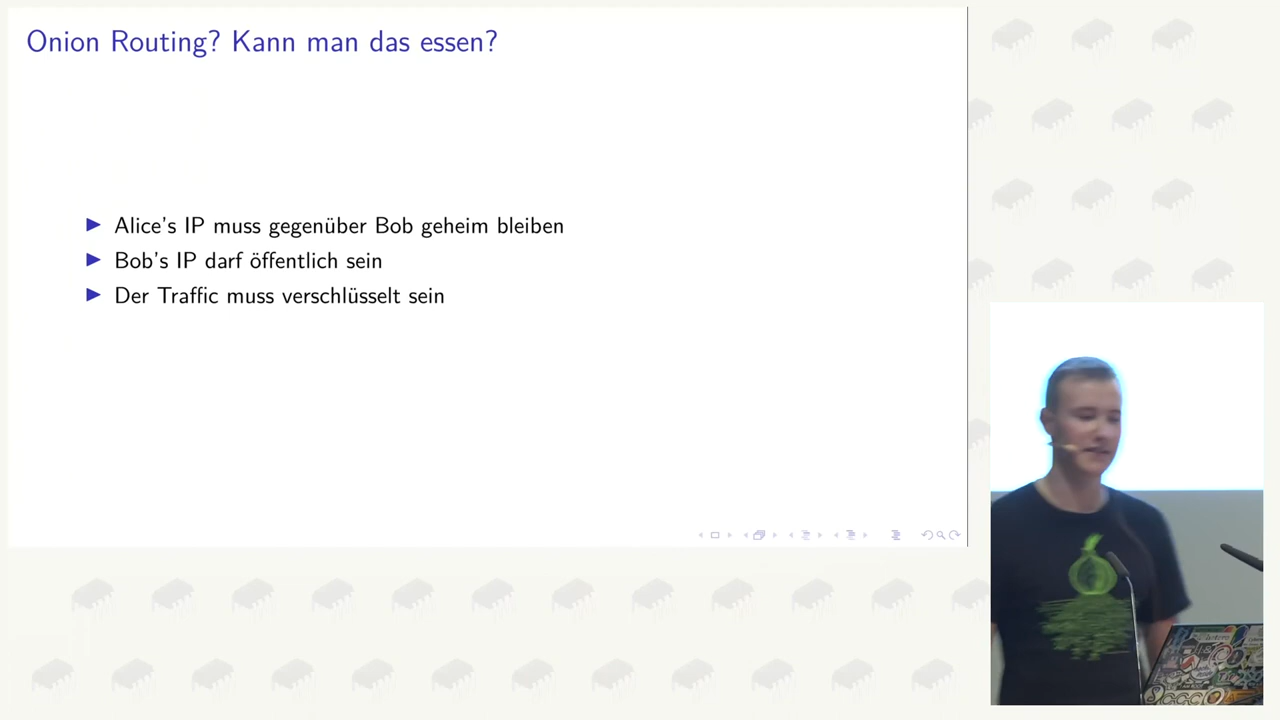 Onion Routing? Kann man das essen?
Alice's IP muss gegenüber Bob geheim bleiben
Bob's IP darf öffentlich sein
Der Traffic muss verschlüsselt sein